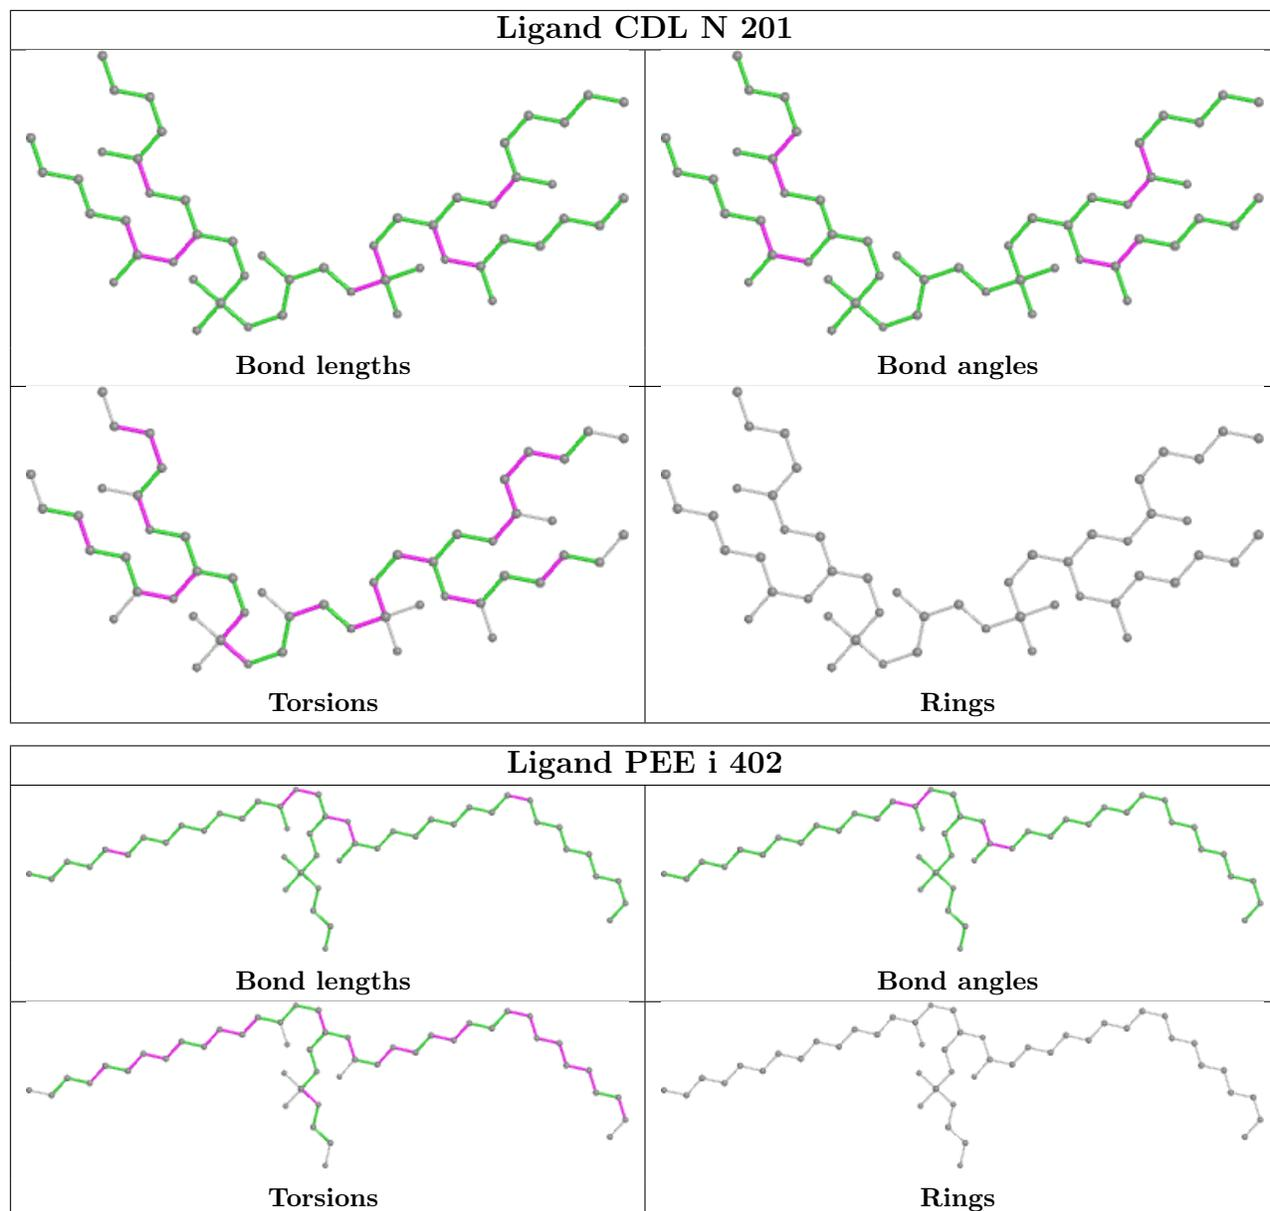 Ligand CDL N 201
Bond lengths
Bond angles
Torsions
Rings
Ligand PEE i 402
Bond lengths
Bond angles
Torsions
Rings